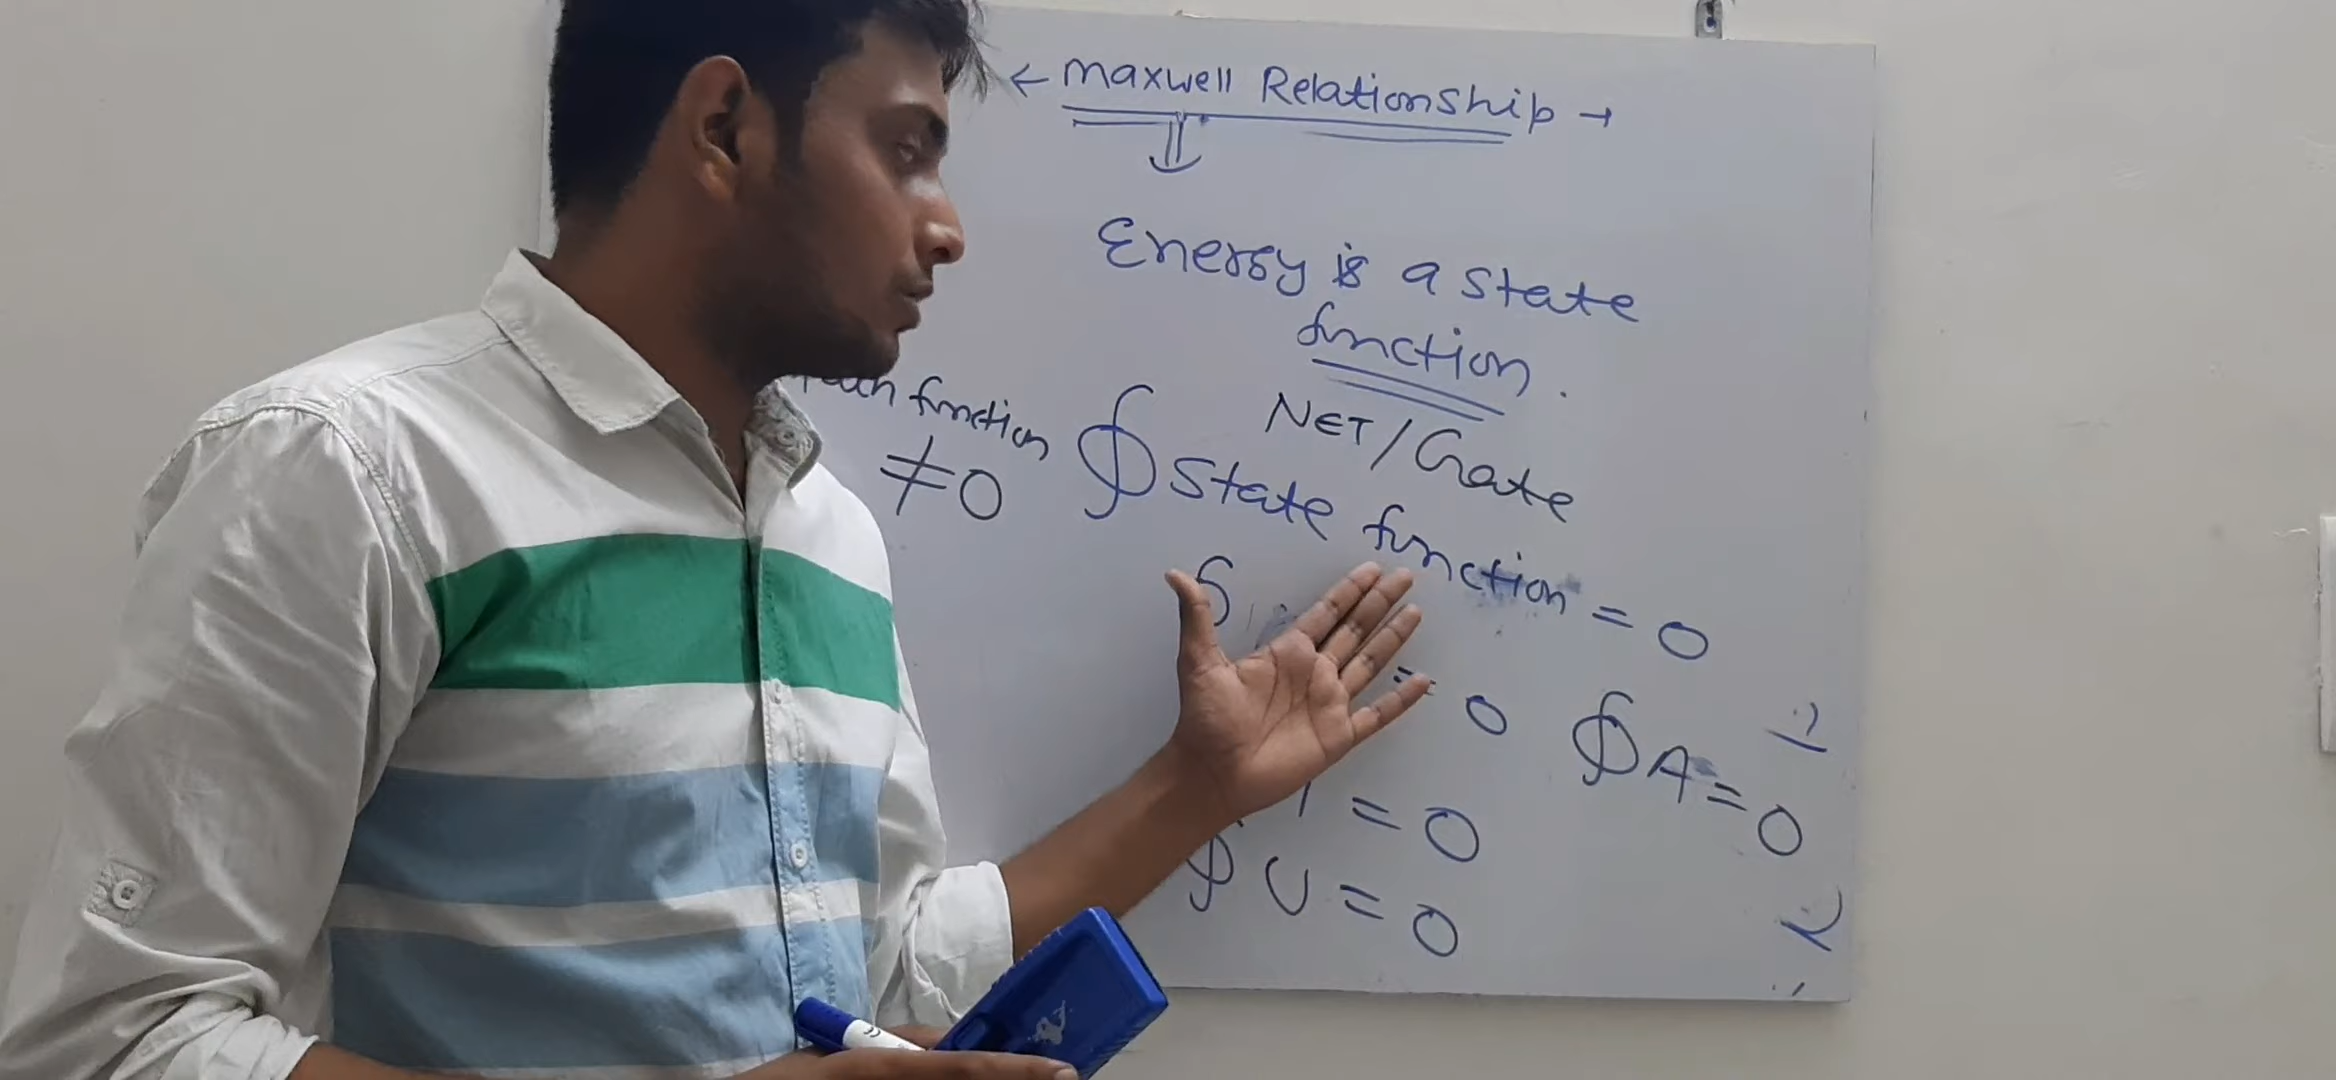 ← Maxwell Relationship →
Energy is a state
function.
NET/Gate
function
≠0
∮ State function = 0
= 0
∮ A = 0
= 0
∮ U = 0